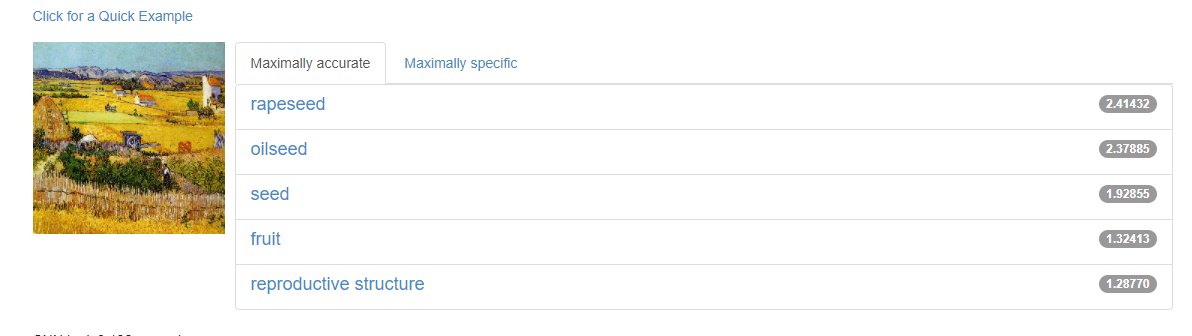 Click for a Quick Example
Maximally accurate Maximally specific
rapeseed 2.41432
oilseed 2.37885
seed 1.92855
fruit 1.32413
reproductive structure 1.28770